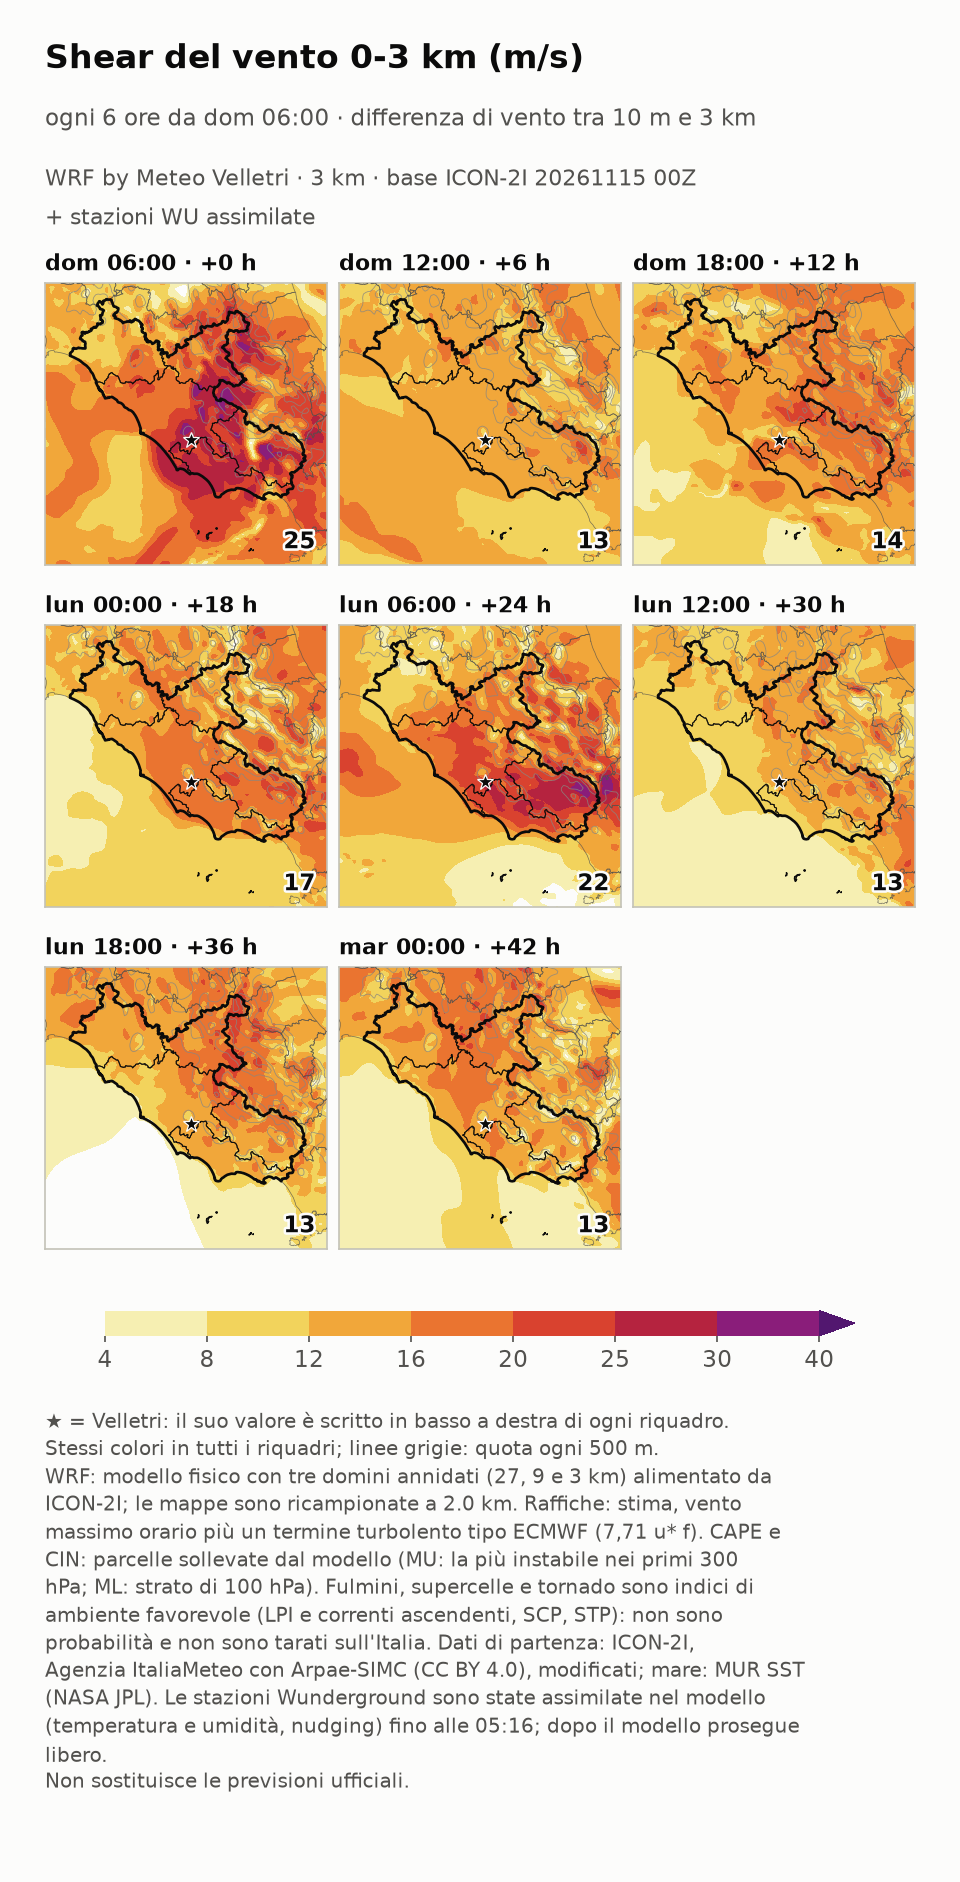 Shear del vento 0-3 km (m/s)
ogni 6 ore da dom 06:00 · differenza di vento tra 10 m e 3 km
WRF by Meteo Velletri · 3 km · base ICON-2I 20261115 00Z
+ stazioni WU assimilate
dom 06:00 · +0 h
dom 12:00 · +6 h
dom 18:00 · +12 h
25
13
14
lun 00:00 · +18 h
lun 06:00 · +24 h
lun 12:00 · +30 h
17
22
13
lun 18:00 · +36 h
mar 00:00 · +42 h
13
13
4 8 12 16 20 25 30 40
★ = Velletri: il suo valore è scritto in basso a destra di ogni riquadro.
Stessi colori in tutti i riquadri; linee grigie: quota ogni 500 m.
WRF: modello fisico con tre domini annidati (27, 9 e 3 km) alimentato da
ICON-2I; le mappe sono ricampionate a 2.0 km. Raffiche: stima, vento
massimo orario più un termine turbolento tipo ECMWF (7,71 u* f). CAPE e
CIN: parcelle sollevate dal modello (MU: la più instabile nei primi 300
hPa; ML: strato di 100 hPa). Fulmini, supercelle e tornado sono indici di
ambiente favorevole (LPI e correnti ascendenti, SCP, STP): non sono
probabilità e non sono tarati sull'Italia. Dati di partenza: ICON-2I,
Agenzia ItaliaMeteo con Arpae-SIMC (CC BY 4.0), modificati; mare: MUR SST
(NASA JPL). Le stazioni Wunderground sono state assimilate nel modello
(temperatura e umidità, nudging) fino alle 05:16; dopo il modello prosegue
libero.
Non sostituisce le previsioni ufficiali.